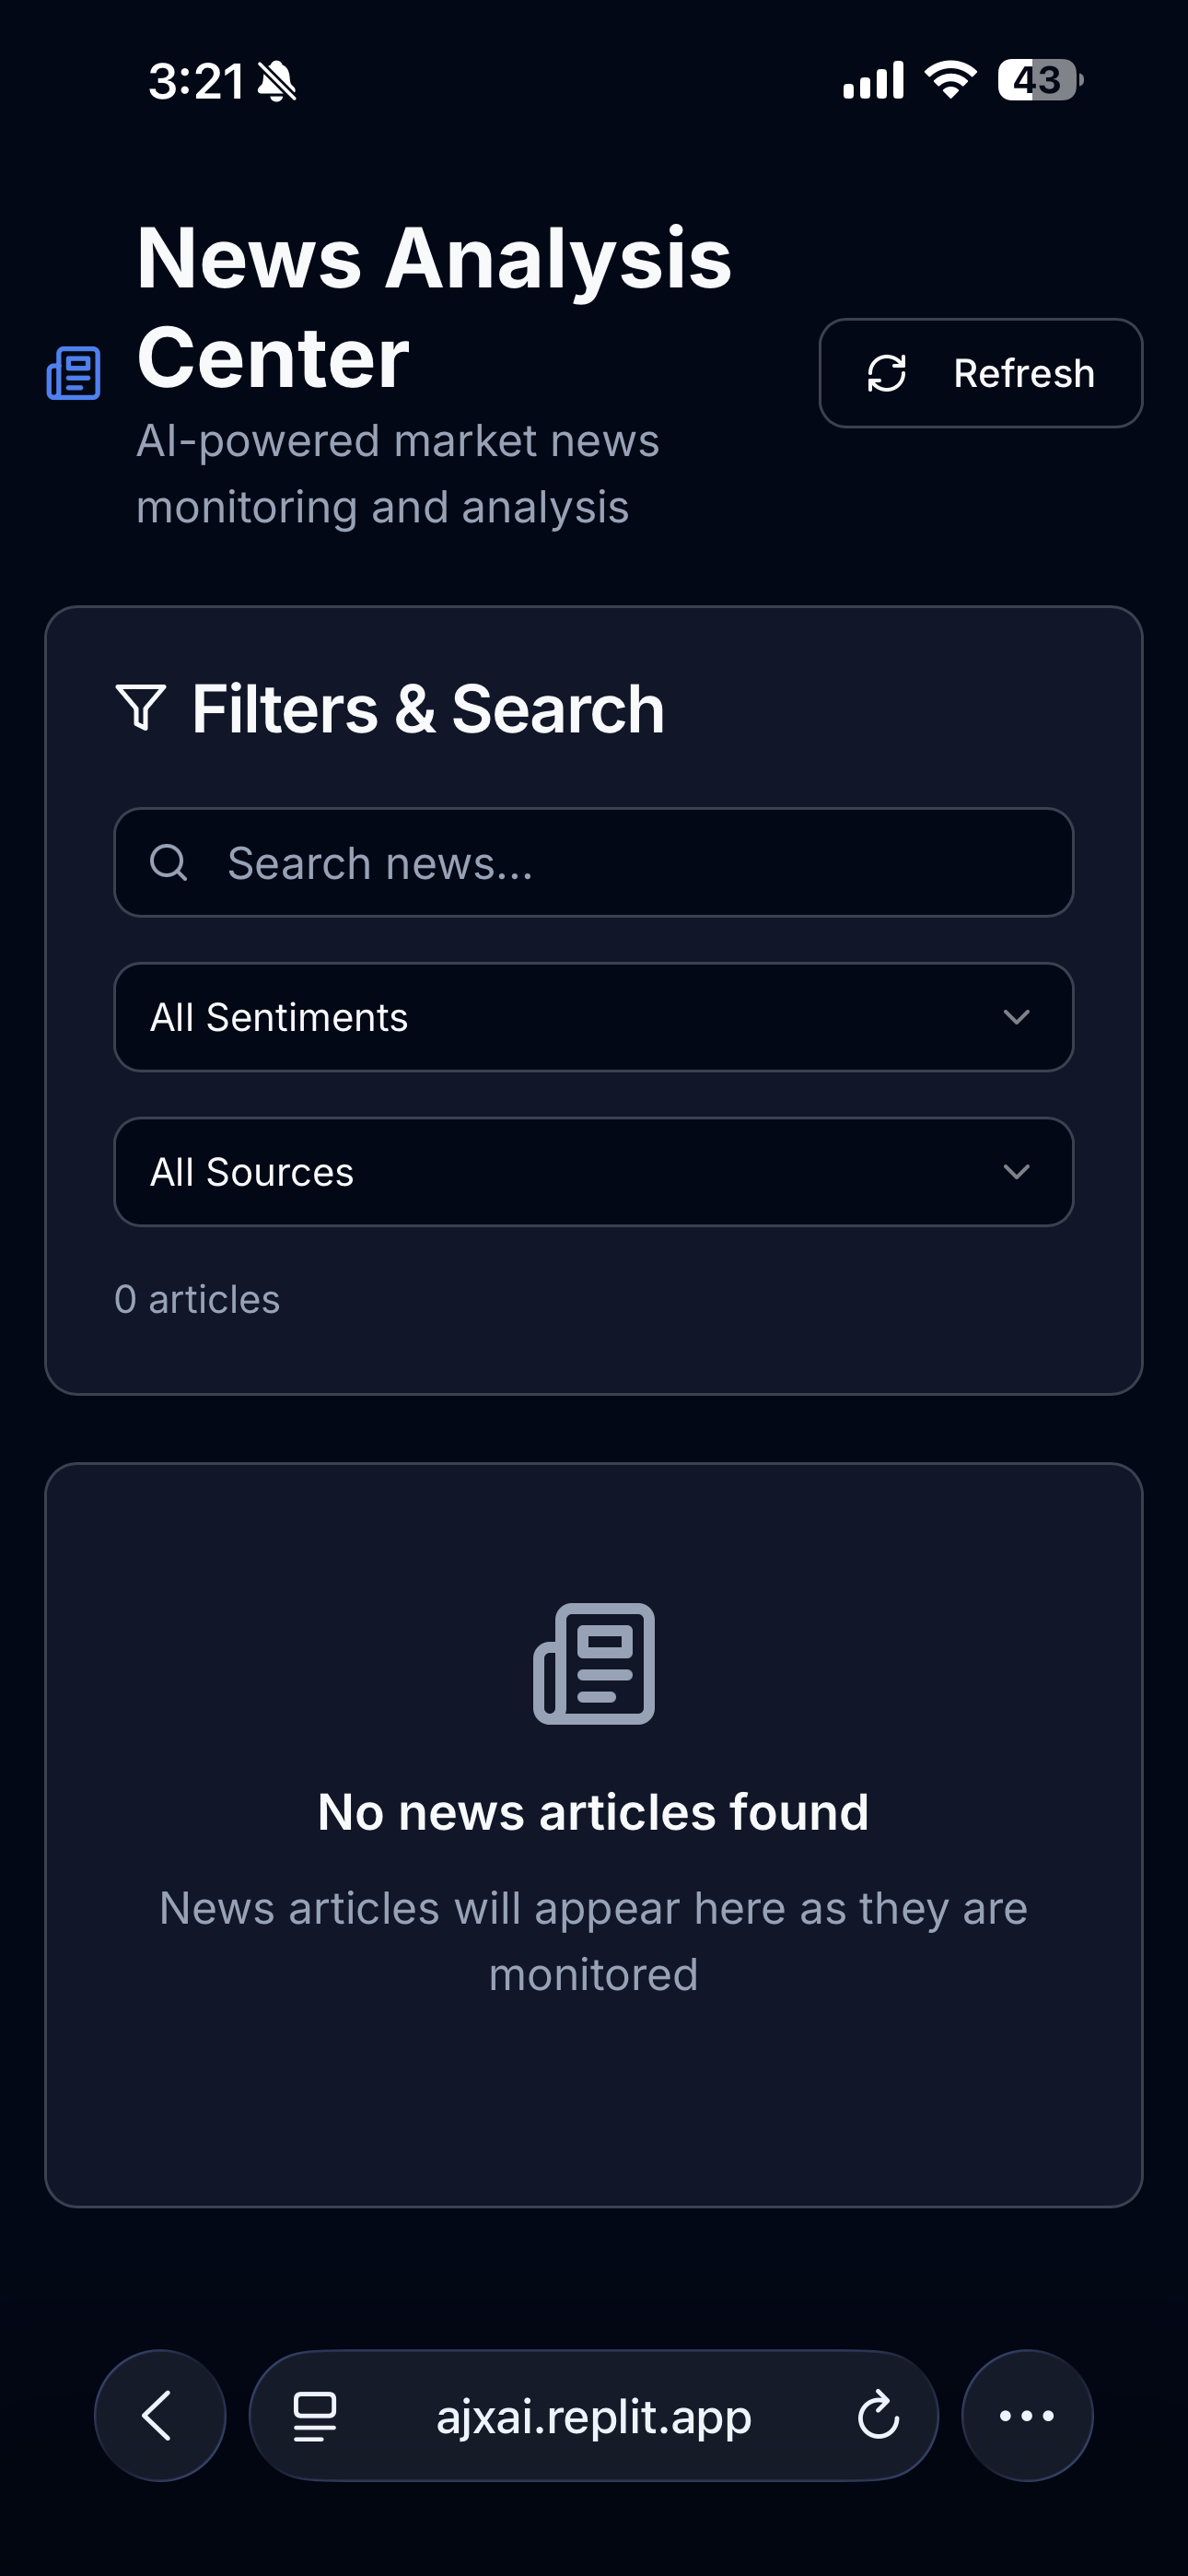 3:21
43
News Analysis
Center
AI-powered market news
monitoring and analysis
Refresh
Filters & Search
Search news...
All Sentiments
All Sources
0 articles
No news articles found
News articles will appear here as they are
monitored
ajxai.replit.app